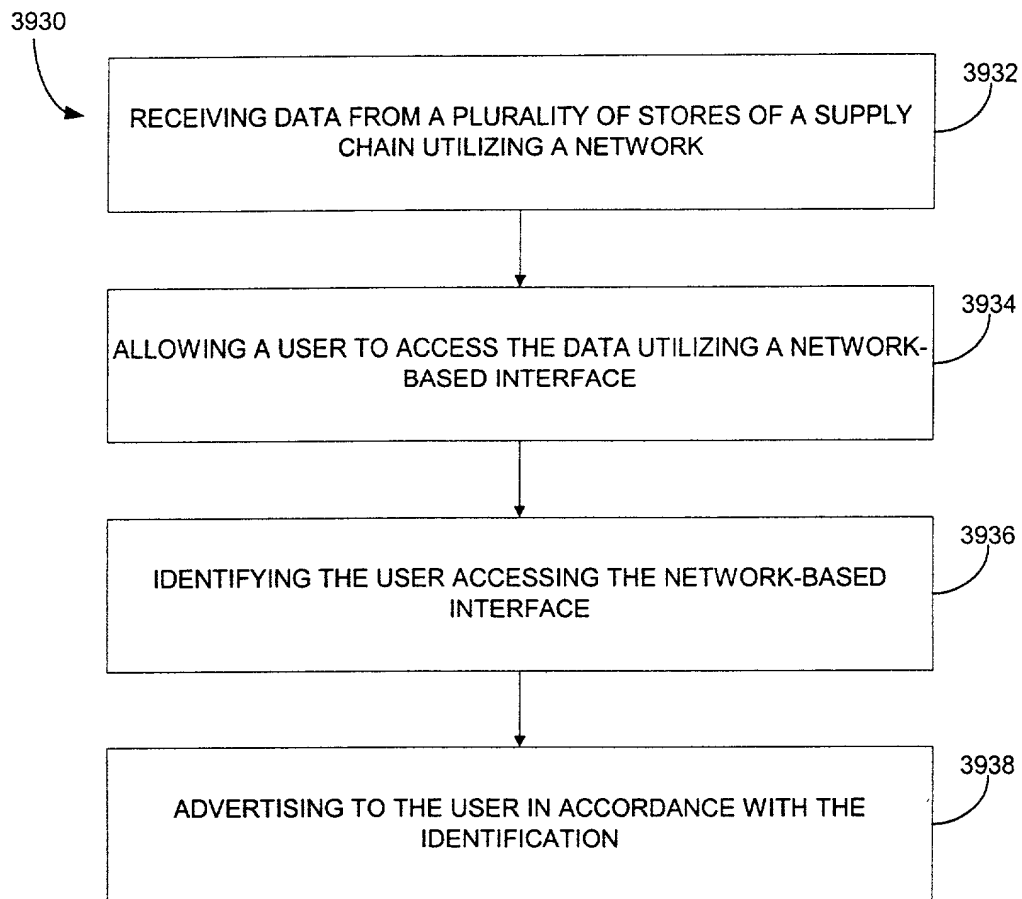 3930
3932
RECEIVING DATA FROM A PLURALITY OF STORES OF A SUPPLY
CHAIN UTILIZING A NETWORK
3934
ALLOWING A USER TO ACCESS THE DATA UTILIZING A NETWORK-
BASED INTERFACE
3936
IDENTIFYING THE USER ACCESSING THE NETWORK-BASED
INTERFACE
3938
ADVERTISING TO THE USER IN ACCORDANCE WITH THE
IDENTIFICATION